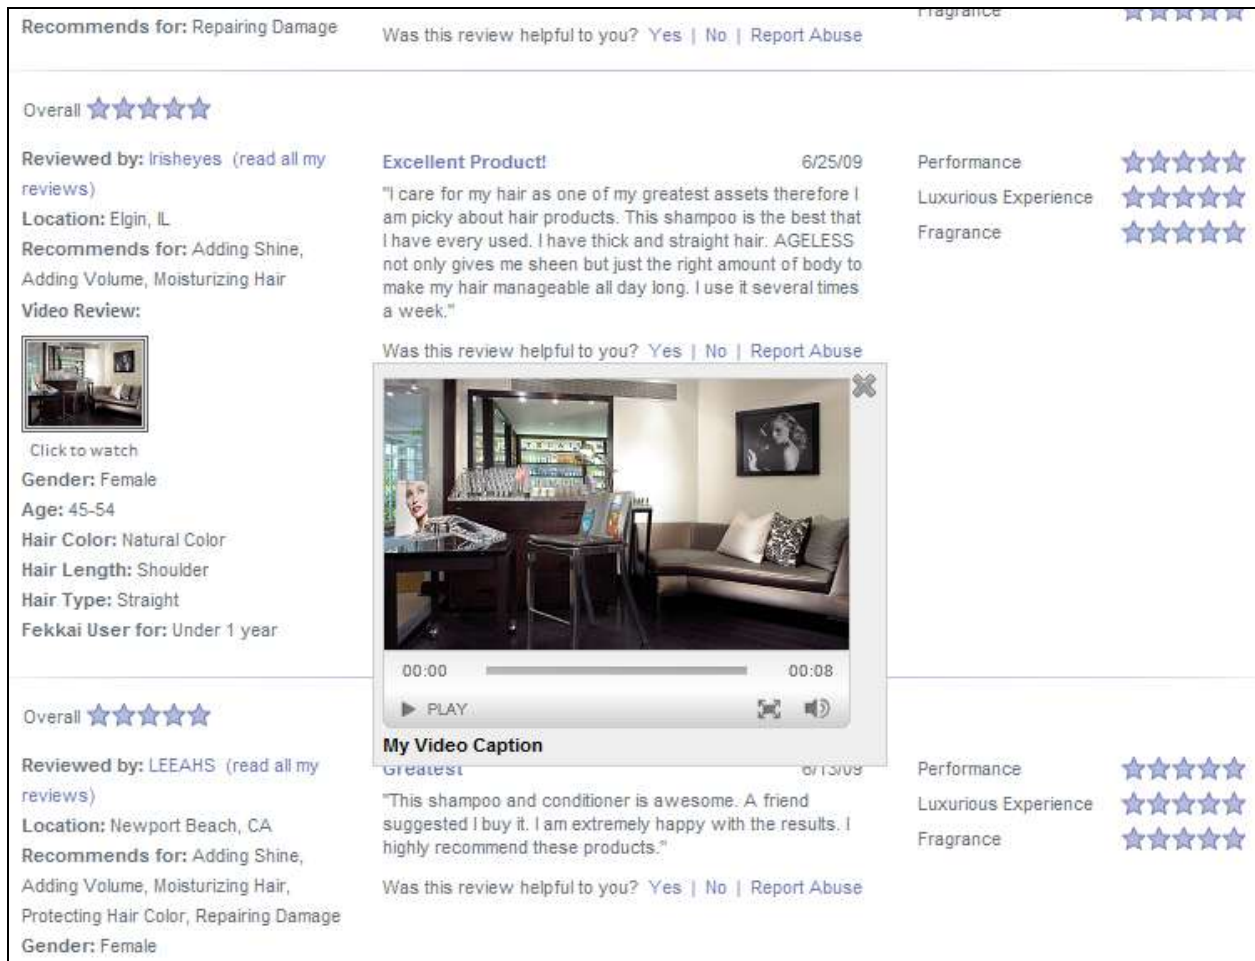 Recommends for: Repairing Damage
Was this review helpful to you? Yes | No | Report Abuse
Fragrance
Overall
Reviewed by: Irisheyes (read all my
reviews)
Location: Elgin, IL
Recommends for: Adding Shine,
Adding Volume, Moisturizing Hair
Video Review:
Click to watch
Gender: Female
Age: 45-54
Hair Color: Natural Color
Hair Length: Shoulder
Hair Type: Straight
Fekkai User for: Under 1 year
Excellent Product! 6/25/09
"I care for my hair as one of my greatest assets therefore I
am picky about hair products. This shampoo is the best that
I have every used. I have thick and straight hair. AGELESS
not only gives me sheen but just the right amount of body to
make my hair manageable all day long. I use it several times
a week."
Was this review helpful to you? Yes | No | Report Abuse
Performance
Luxurious Experience
Fragrance
00:00 00:08
PLAY
My Video Caption
Overall
Reviewed by: LEEAHS (read all my
reviews)
Location: Newport Beach, CA
Recommends for: Adding Shine,
Adding Volume, Moisturizing Hair,
Protecting Hair Color, Repairing Damage
Gender: Female
Greatest 6/13/09
"This shampoo and conditioner is awesome. A friend
suggested I buy it. I am extremely happy with the results. I
highly recommend these products."
Was this review helpful to you? Yes | No | Report Abuse
Performance
Luxurious Experience
Fragrance